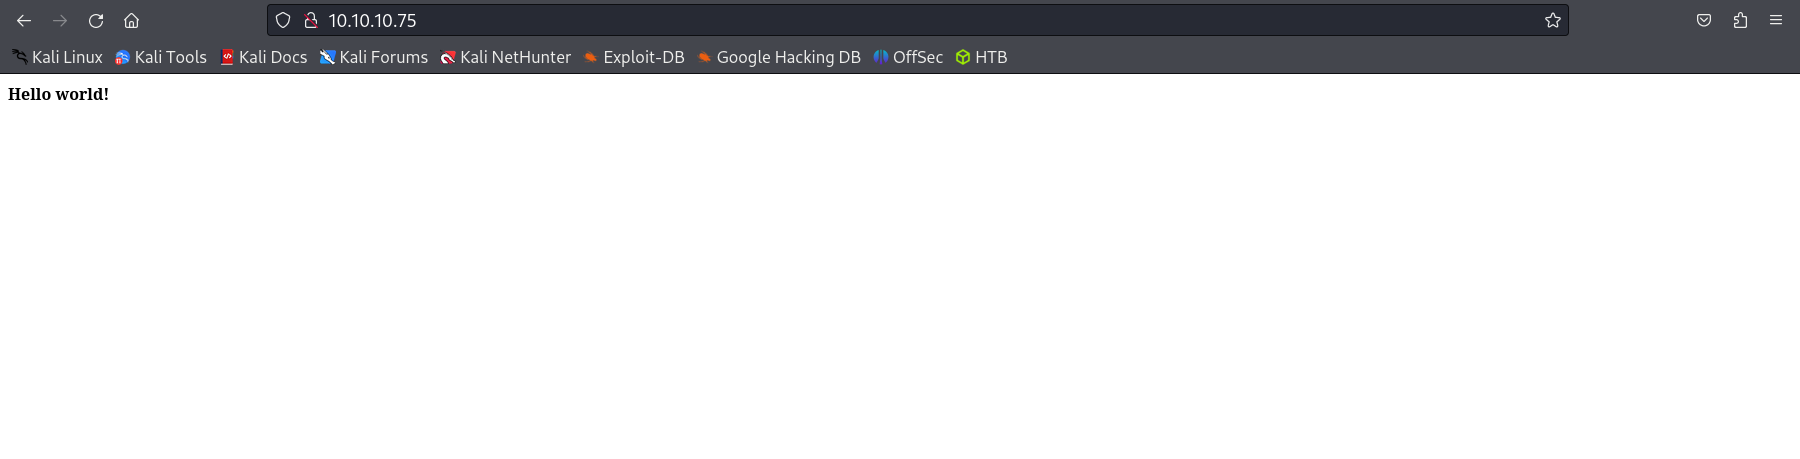 10.10.10.75
Kali Linux Kali Tools Kali Docs Kali Forums Kali NetHunter Exploit-DB Google Hacking DB OffSec HTB
Hello world!